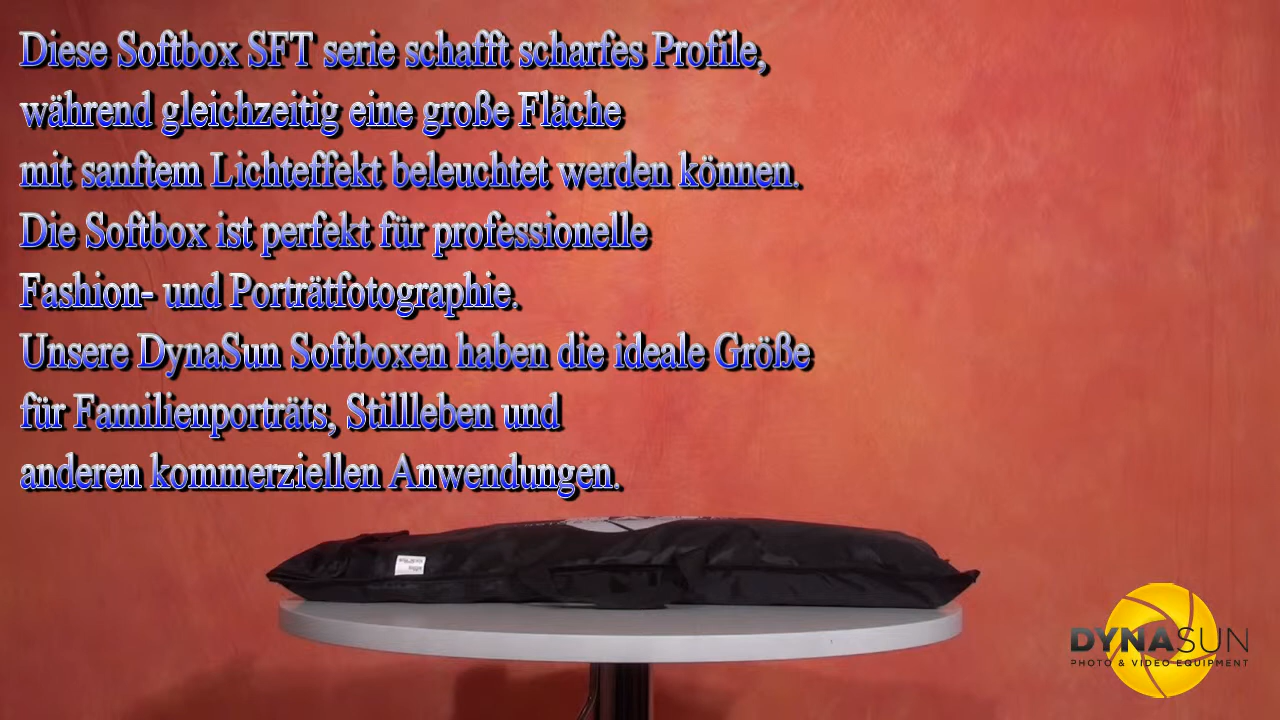 Diese Softbox SFT serie schafft scharfes Profile,
während gleichzeitig eine große Fläche
mit sanftem Lichteffekt beleuchtet werden können.
Die Softbox ist perfekt für professionelle
Fashion- und Porträtfotographie.
Unsere DynaSun Softboxen haben die ideale Größe
für Familienporträts, Stillleben und
anderen kommerziellen Anwendungen.
DYNASUN
PHOTO & VIDEO EQUIPMENT